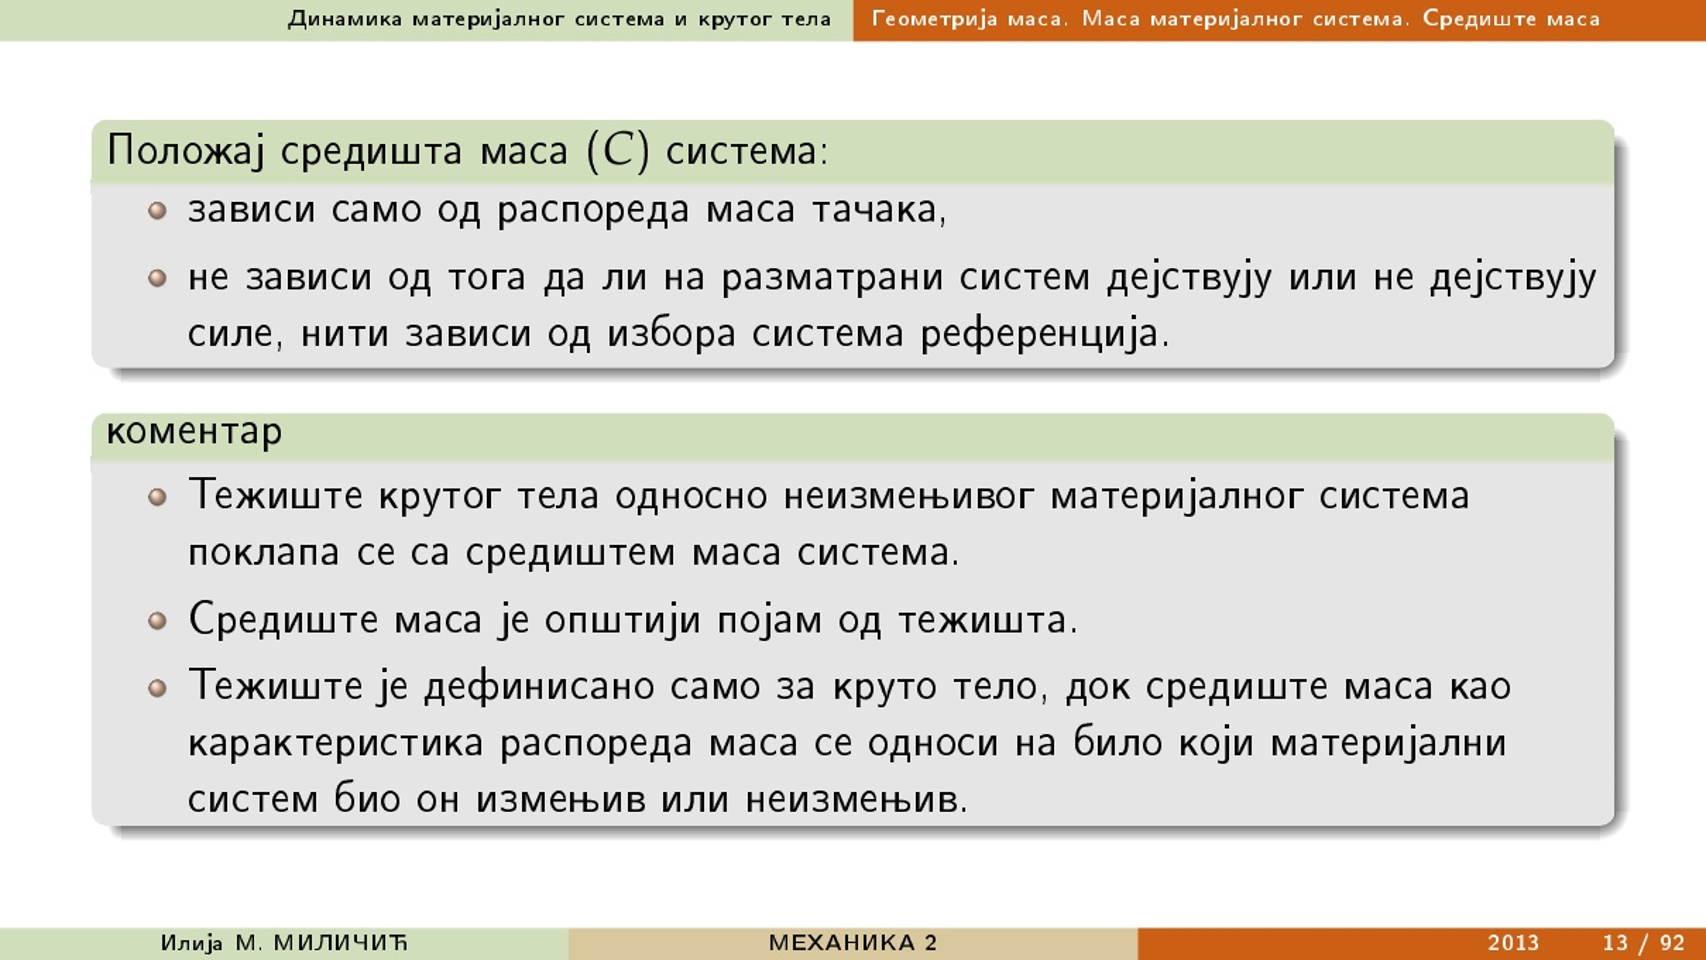 Динамика материјалног система и крутог тела
Геометрија маса. Маса материјалног система. Средиште маса
Положај средишта маса (C) система:
зависи само од распореда маса тачака,
не зависи од тога да ли на разматрани систем дејствују или не дејствују
силе, нити зависи од избора система референција.
коментар
Тежиште крутог тела односно неизмењивог материјалног система
поклапа се са средиштем маса система.
Средиште маса је општији појам од тежишта.
Тежиште је дефинисано само за круто тело, док средиште маса као
карактеристика распореда маса се односи на било који материјални
систем био он измењив или неизмењив.
Илија М. МИЛИЧИЋ
МЕХАНИКА 2
2013
13 / 92